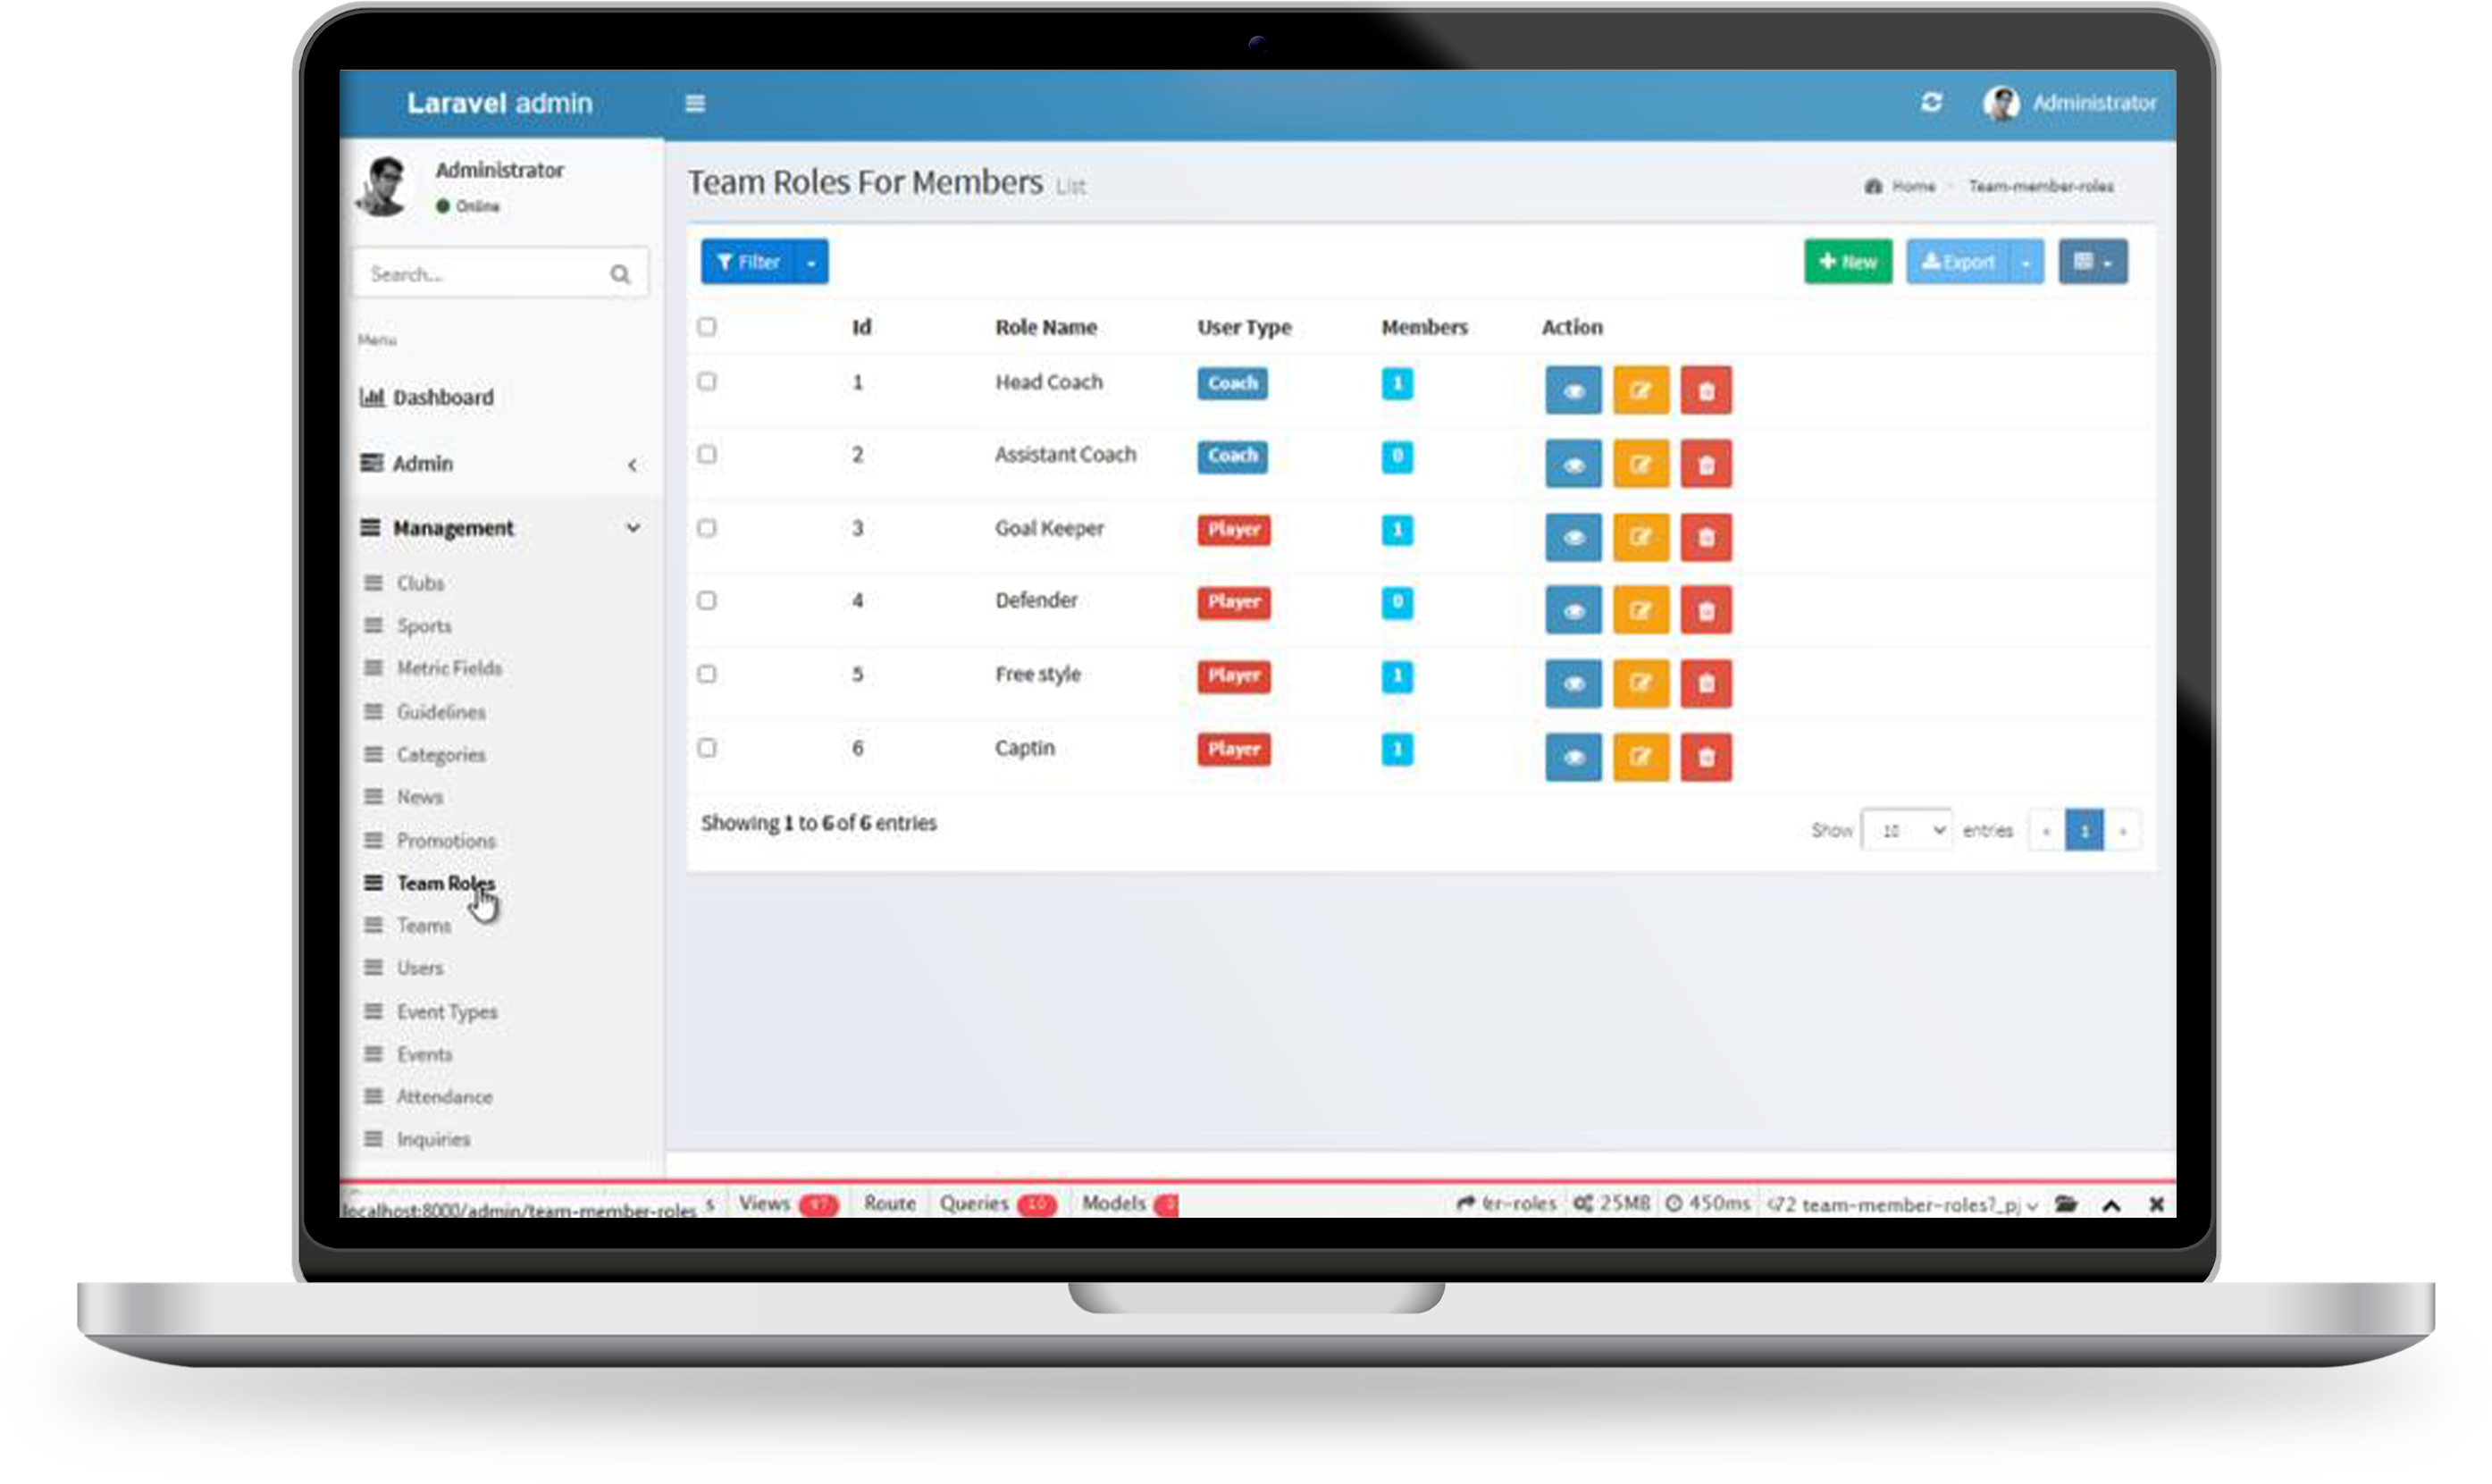 Laravel admin
Administrator
Administrator
Online
Search...
Menu
Dashboard
Admin
Management
Clubs
Sports
Metric Fields
Guidelines
Categories
News
Promotions
Team Roles
Teams
Users
Event Types
Events
Attendance
Inquiries
Team Roles For Members List
Home Team-member-roles
Filter
New Export
Id Role Name User Type Members Action
1 Head Coach Coach 1
2 Assistant Coach Coach 0
3 Goal Keeper Player 1
4 Defender Player 0
5 Free style Player 1
6 Captin Player 1
Showing 1 to 6 of 6 entries
Show 10 entries « 1 »
localhost:8000/admin/team-member-roles s Views Route Queries 10 Models er-roles 25MB 450ms team-member-roles?_pj